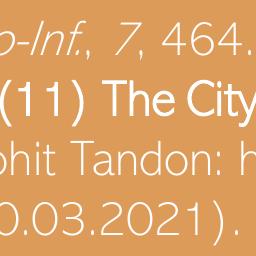 o-Inf., 7, 464.
(11) The City
ohit Tandon: h
0.03.2021).